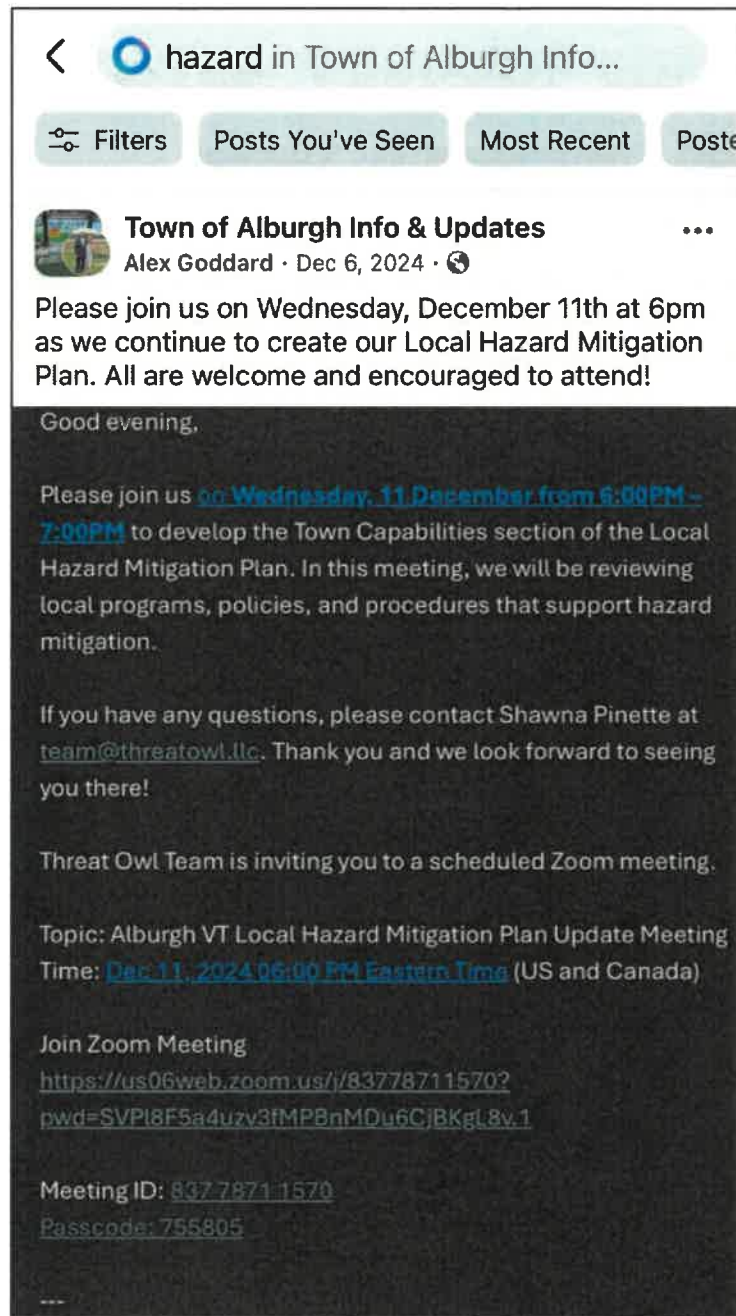 hazard in Town of Alburgh Info...
Filters Posts You've Seen Most Recent Poste
Town of Alburgh Info & Updates
Alex Goddard · Dec 6, 2024 ·
Please join us on Wednesday, December 11th at 6pm
as we continue to create our Local Hazard Mitigation
Plan. All are welcome and encouraged to attend!
Good evening,
Please join us on Wednesday, 11 December from 6:00PM –
7:00PM to develop the Town Capabilities section of the Local
Hazard Mitigation Plan. In this meeting, we will be reviewing
local programs, policies, and procedures that support hazard
mitigation.
If you have any questions, please contact Shawna Pinette at
team@threatowl.llc. Thank you and we look forward to seeing
you there!
Threat Owl Team is inviting you to a scheduled Zoom meeting.
Topic: Alburgh VT Local Hazard Mitigation Plan Update Meeting
Time: Dec 11, 2024 06:00 PM Eastern Time (US and Canada)
Join Zoom Meeting
https://us06web.zoom.us/j/83778711570?
pwd=SVPl8F5a4uzv3fMPBnMDu6CjBKgL8v.1
Meeting ID: 837 7871 1570
Passcode: 755805
---